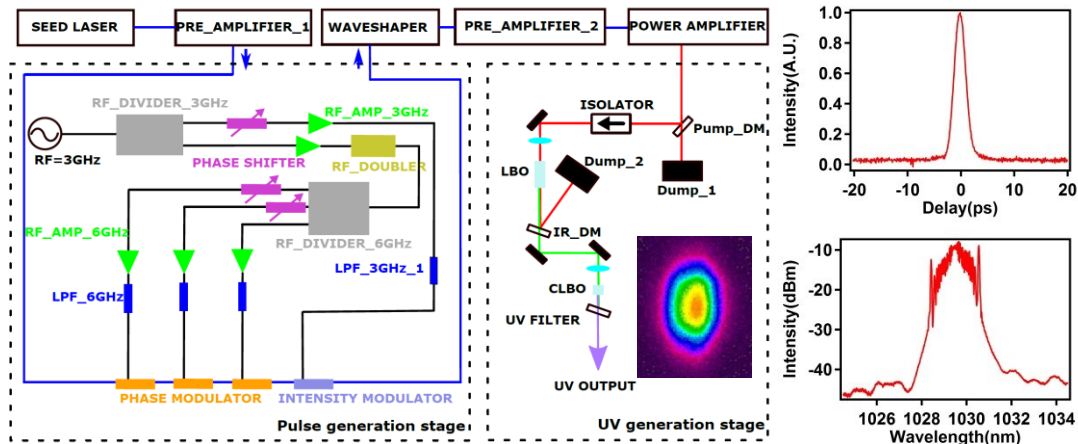 SEED LASER
PRE_AMPLIFIER_1
WAVESHAPER
PRE_AMPLIFIER_2
POWER AMPLIFIER
RF_DIVIDER_3GHz
RF_AMP_3GHz
RF=3GHz
PHASE SHIFTER
RF_DOUBLER
RF_AMP_6GHz
RF_DIVIDER_6GHz
LPF_6GHz
LPF_3GHz_1
PHASE MODULATOR
INTENSITY MODULATOR
Pulse generation stage
ISOLATOR
Pump_DM
Dump_2
Dump_1
LBO
IR_DM
CLBO
UV FILTER
UV OUTPUT
UV generation stage
Intensity(A.U.)
1.0
0.8
0.6
0.4
0.2
0.0
-20
-10
0
10
20
Delay(ps)
Intensity(dBm)
-10
-20
-30
-40
1026
1028
1030
1032
1034
Wavelength(nm)